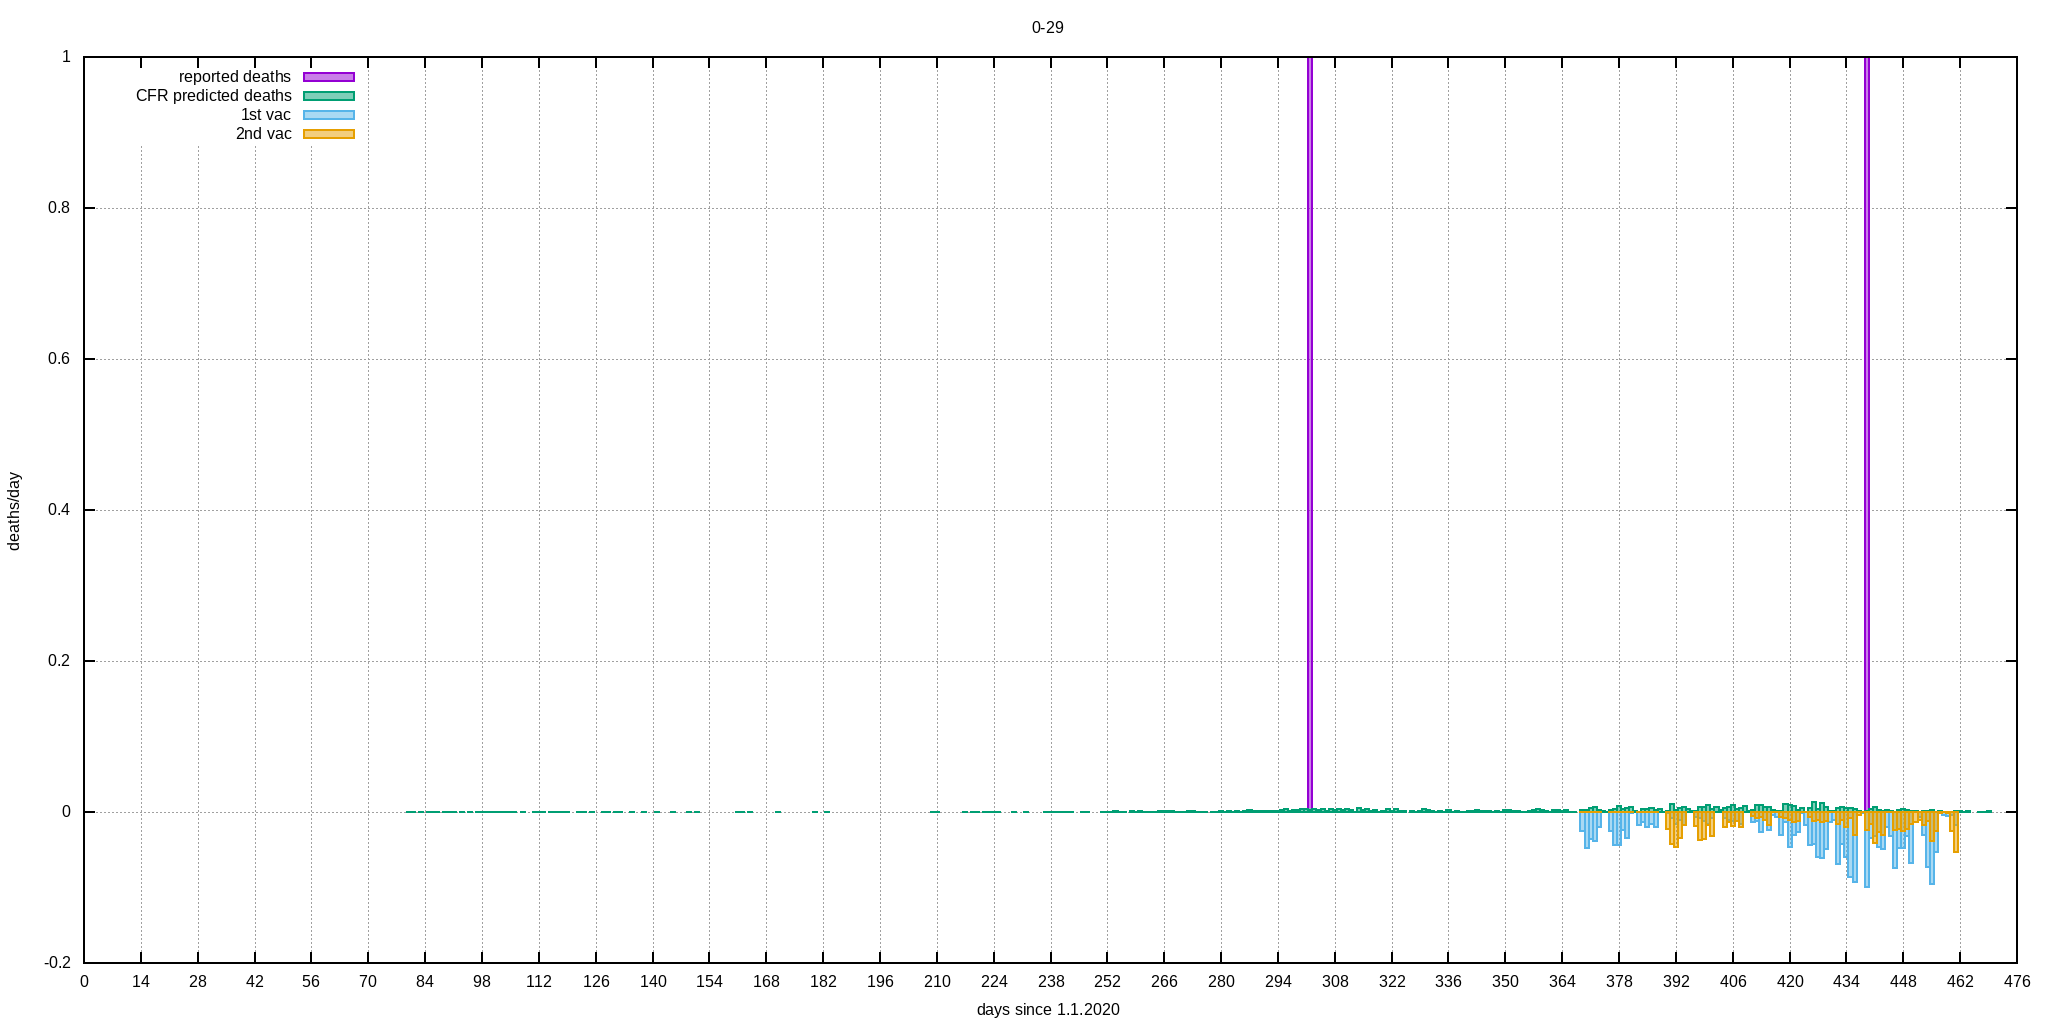 0-29
reported deaths
CFR predicted deaths
1st vac
2nd vac
1
0.8
0.6
0.4
0.2
0
-0.2
deaths/day
0 14 28 42 56 70 84 98 112 126 140 154 168 182 196 210 224 238 252 266 280 294 308 322 336 350 364 378 392 406 420 434 448 462 476
days since 1.1.2020